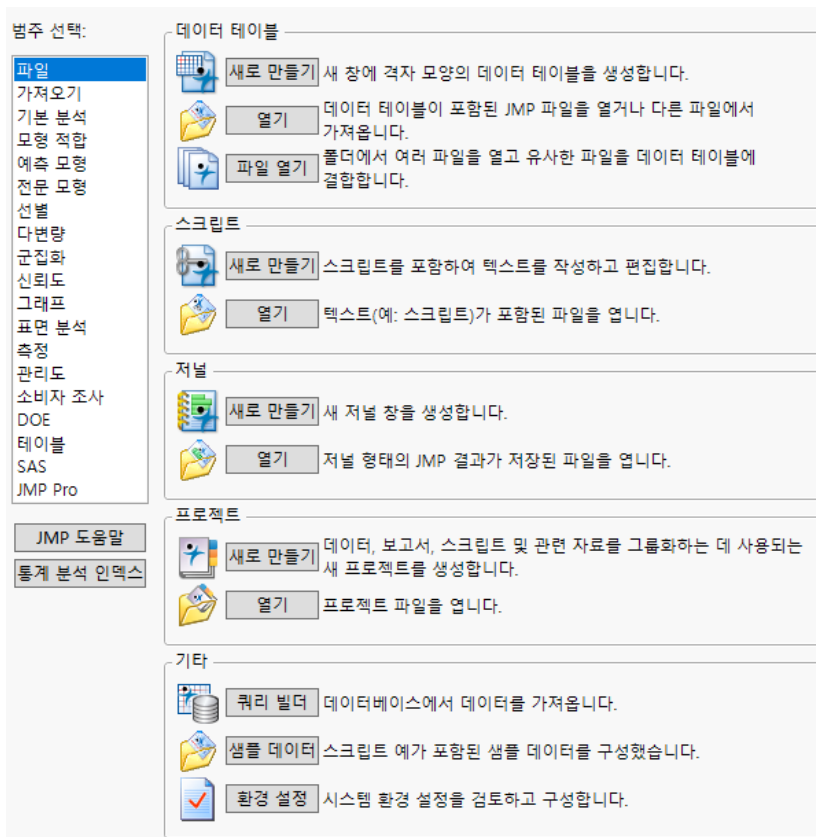 범주 선택:
파일
가져오기
기본 분석
모형 적합
예측 모형
전문 모형
선별
다변량
군집화
신뢰도
그래프
표면 분석
측정
관리도
소비자 조사
DOE
테이블
SAS
JMP Pro
JMP 도움말
통계 분석 인덱스
데이터 테이블
새로 만들기 새 창에 격자 모양의 데이터 테이블을 생성합니다.
열기 데이터 테이블이 포함된 JMP 파일을 열거나 다른 파일에서
가져옵니다.
파일 열기 폴더에서 여러 파일을 열고 유사한 파일을 데이터 테이블에
결합합니다.
스크립트
새로 만들기 스크립트를 포함하여 텍스트를 작성하고 편집합니다.
열기 텍스트(예: 스크립트)가 포함된 파일을 엽니다.
저널
새로 만들기 새 저널 창을 생성합니다.
열기 저널 형태의 JMP 결과가 저장된 파일을 엽니다.
프로젝트
새로 만들기 데이터, 보고서, 스크립트 및 관련 자료를 그룹화하는 데 사용되는
새 프로젝트를 생성합니다.
열기 프로젝트 파일을 엽니다.
기타
쿼리 빌더 데이터베이스에서 데이터를 가져옵니다.
샘플 데이터 스크립트 예가 포함된 샘플 데이터를 구성했습니다.
환경 설정 시스템 환경 설정을 검토하고 구성합니다.